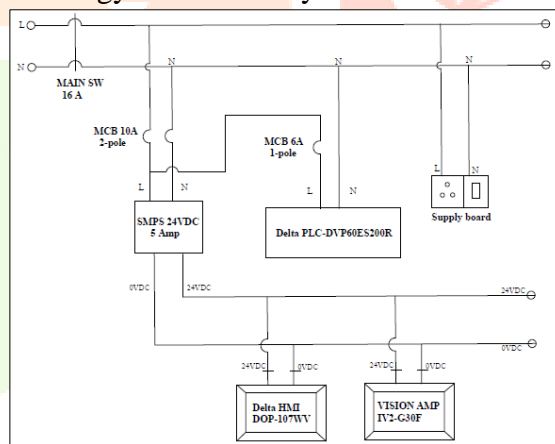 L
N
MAIN SW
16 A
N
N
N
MCB 10A
2-pole
MCB 6A
1-pole
L
N
L
N
L
N
SMPS 24VDC
5 Amp
Delta PLC-DVP60ES200R
Supply board
0VDC
24VDC
24VDC
0VDC
24VDC
0VDC
24VDC
0VDC
Delta HMI
DOP-107WV
VISION AMP
IV2-G30F